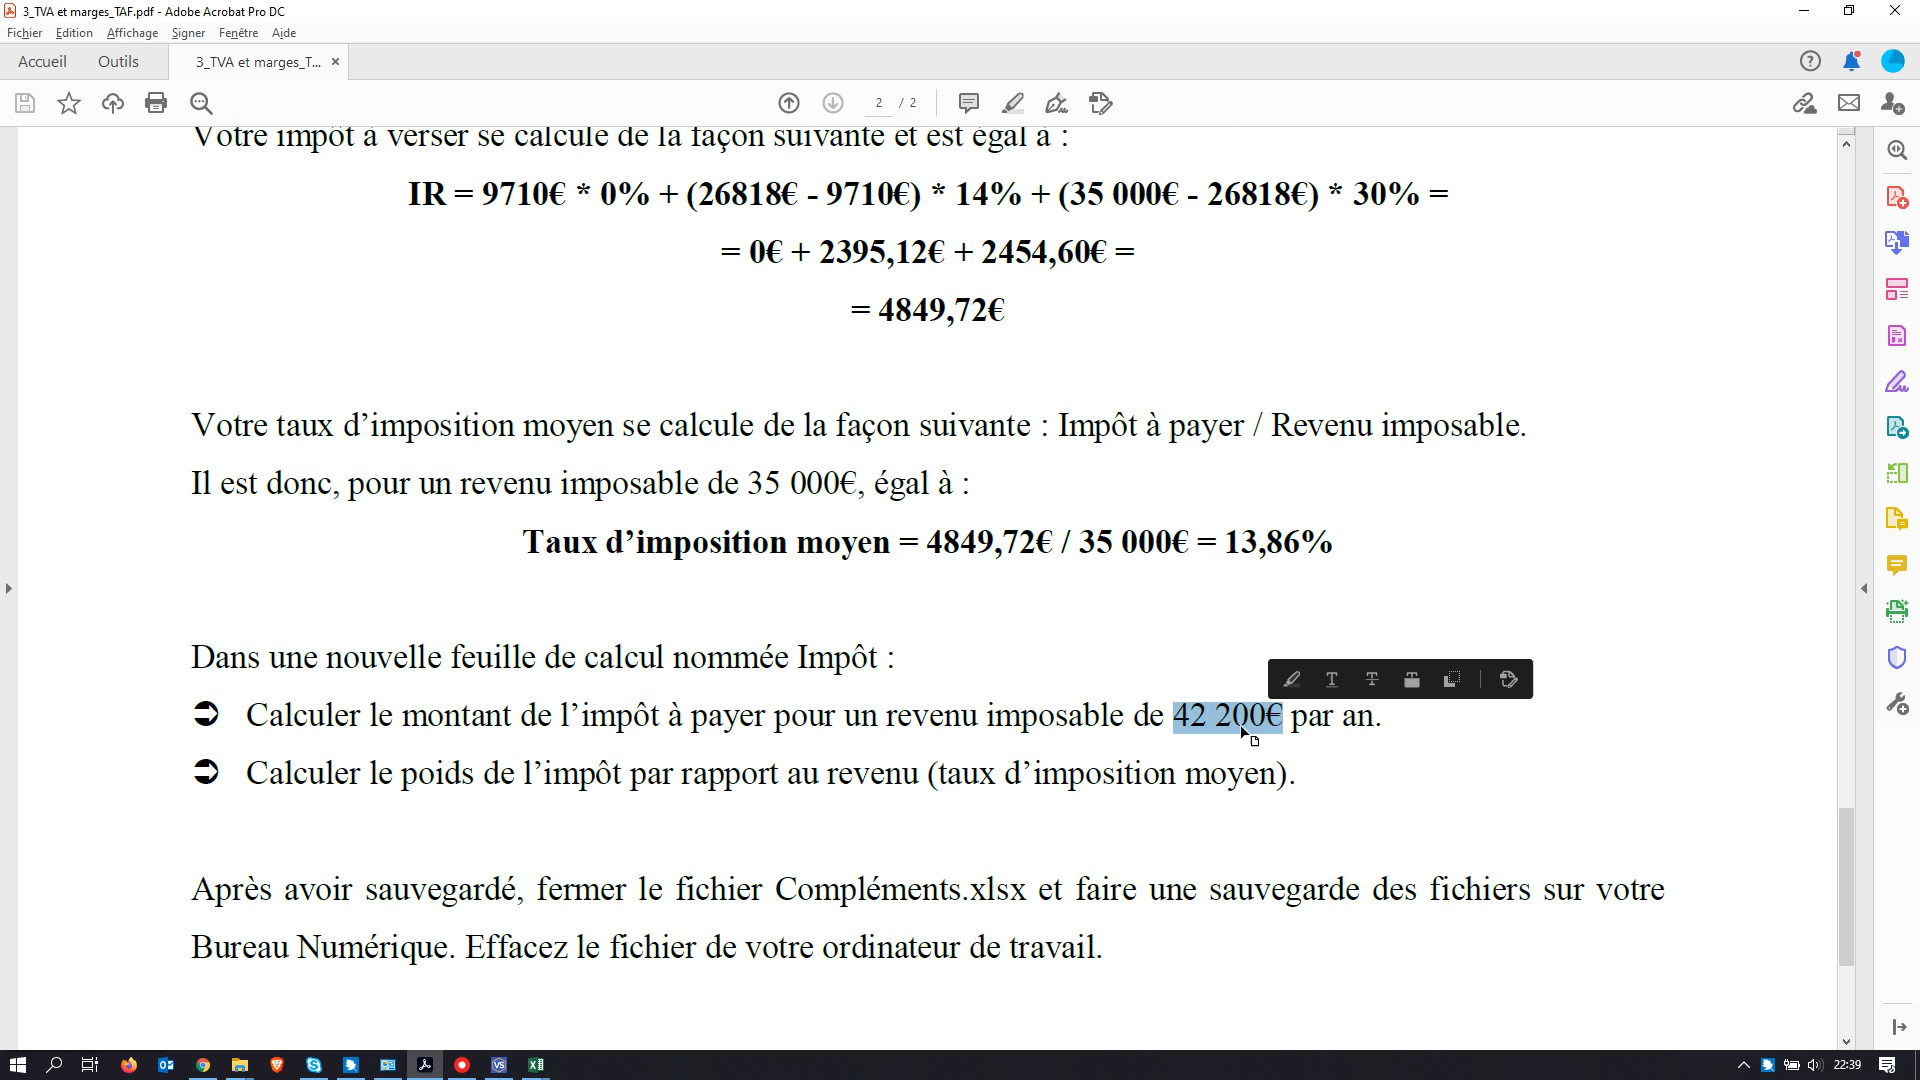 3_TVA et marges_TAF.pdf - Adobe Acrobat Pro DC
Fichier Edition Affichage Signer Fenêtre Aide
Accueil Outils 3_TVA et marges_T... ×
2 / 2
Votre impôt à verser se calcule de la façon suivante et est égal à :
IR = 9710€ * 0% + (26818€ - 9710€) * 14% + (35 000€ - 26818€) * 30% =
= 0€ + 2395,12€ + 2454,60€ =
= 4849,72€
Votre taux d’imposition moyen se calcule de la façon suivante : Impôt à payer / Revenu imposable.
Il est donc, pour un revenu imposable de 35 000€, égal à :
Taux d’imposition moyen = 4849,72€ / 35 000€ = 13,86%
Dans une nouvelle feuille de calcul nommée Impôt :
➲ Calculer le montant de l’impôt à payer pour un revenu imposable de 42 200€ par an.
➲ Calculer le poids de l’impôt par rapport au revenu (taux d’imposition moyen).
Après avoir sauvegardé, fermer le fichier Compléments.xlsx et faire une sauvegarde des fichiers sur votre
Bureau Numérique. Effacez le fichier de votre ordinateur de travail.
22:39